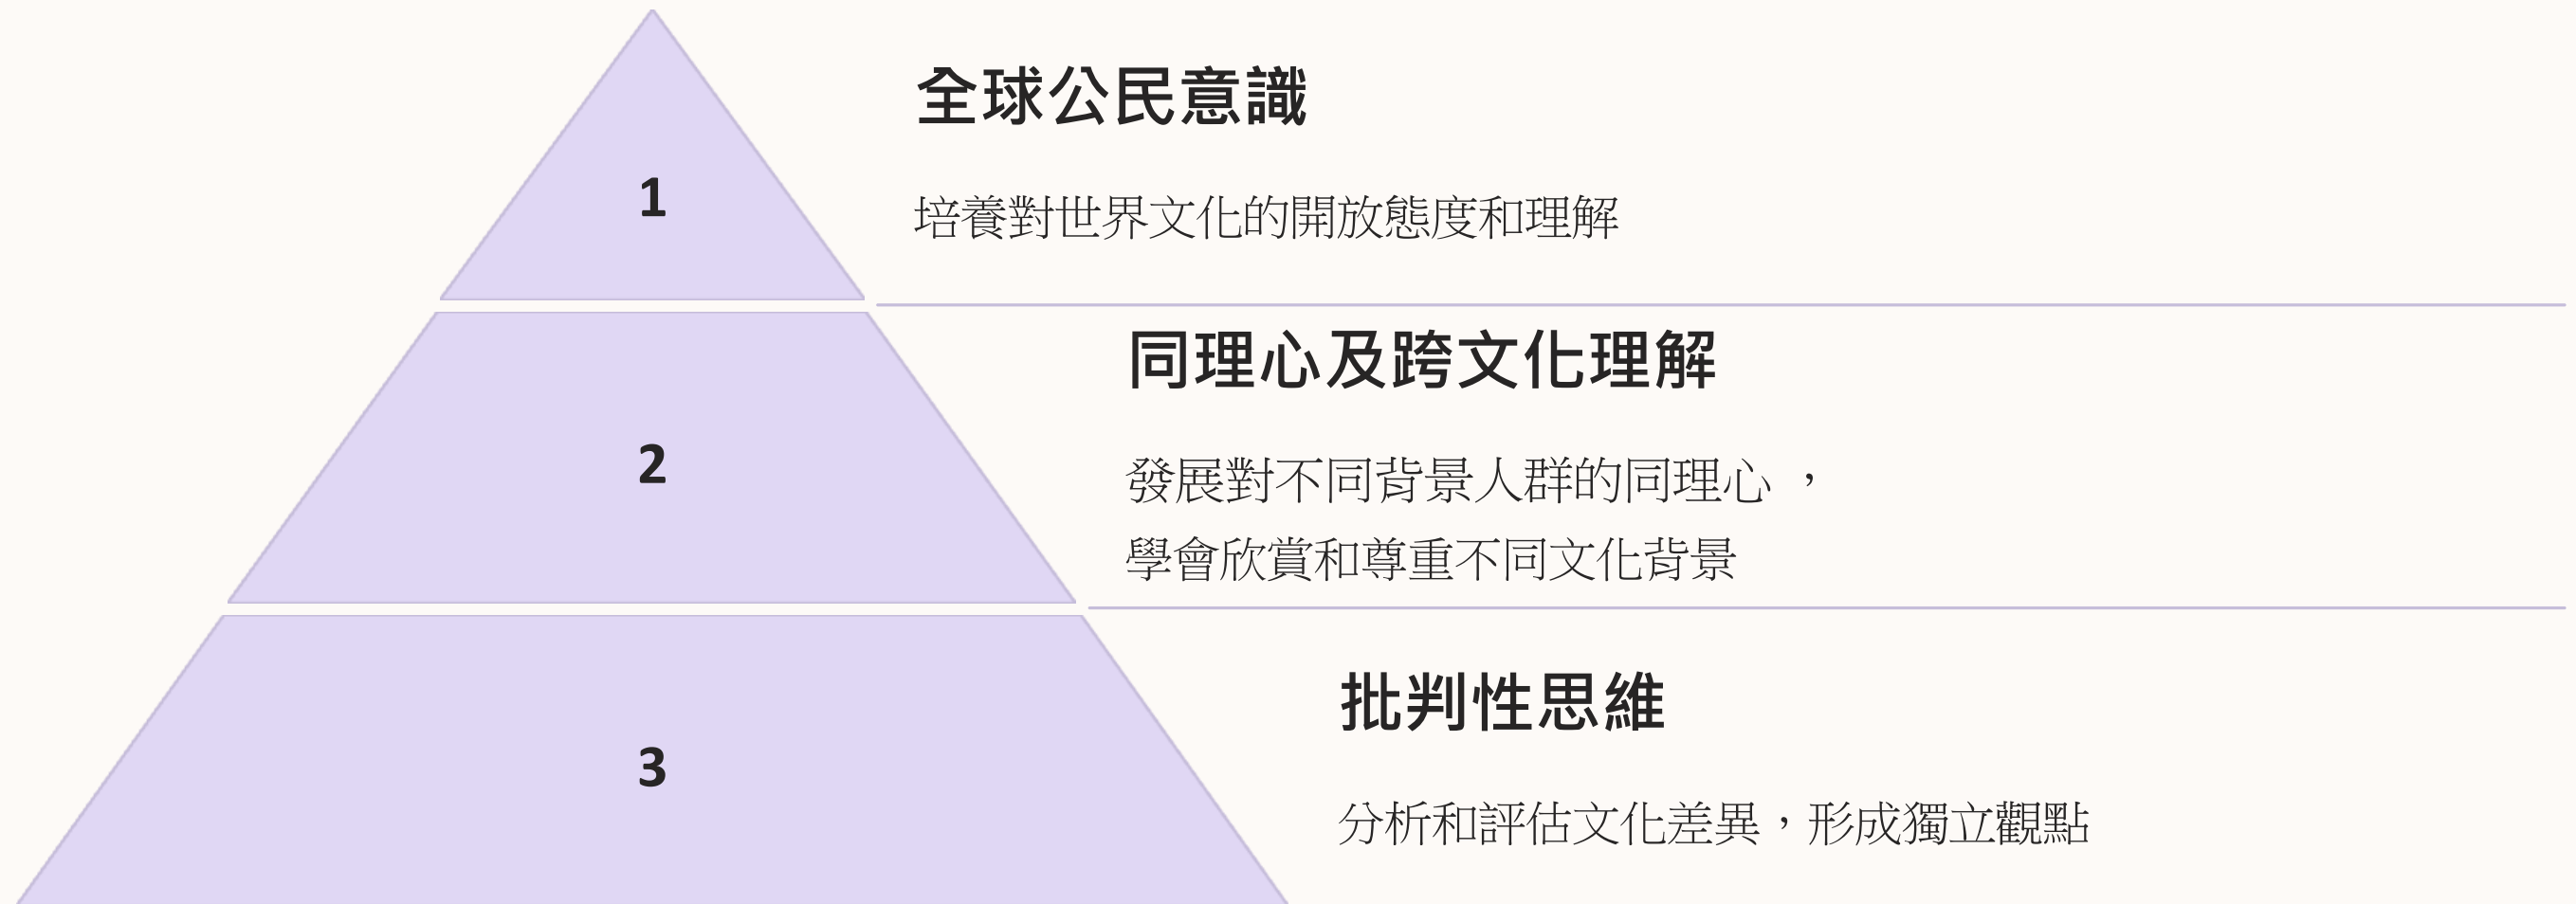 全球公民意識
1
培養對世界文化的開放態度和理解
同理心及跨文化理解
2
發展對不同背景人群的同理心 ，
學會欣賞和尊重不同文化背景
批判性思維
3
分析和評估文化差異，形成獨立觀點